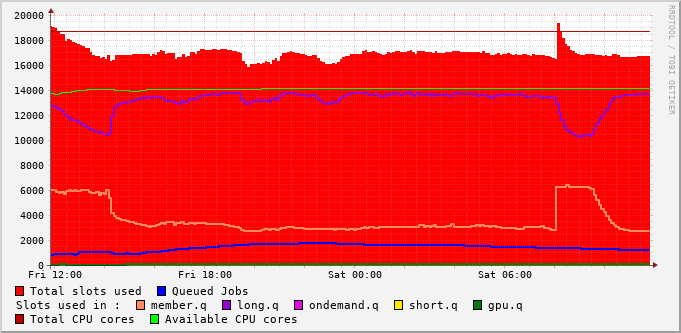 20000
18000
16000
14000
12000
10000
8000
6000
4000
2000
0
Fri 12:00 Fri 18:00 Sat 00:00 Sat 06:00
RRDTOOL / TOBI OETIKER
Total slots used Queued Jobs
Slots used in : member.q long.q ondemand.q short.q gpu.q
Total CPU cores Available CPU cores